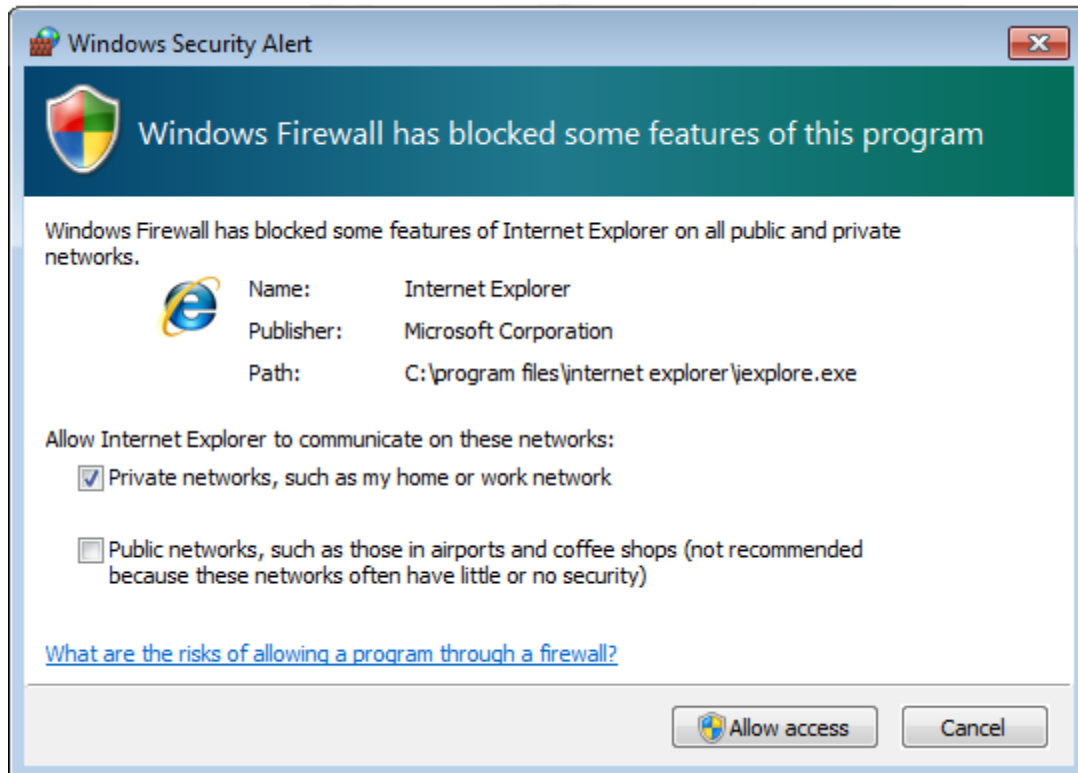 Windows Security Alert
Windows Firewall has blocked some features of this program
Windows Firewall has blocked some features of Internet Explorer on all public and private
networks.
Name: Internet Explorer
Publisher: Microsoft Corporation
Path: C:\program files\internet explorer\iexplore.exe
Allow Internet Explorer to communicate on these networks:
Private networks, such as my home or work network
Public networks, such as those in airports and coffee shops (not recommended
because these networks often have little or no security)
What are the risks of allowing a program through a firewall?
Allow access Cancel